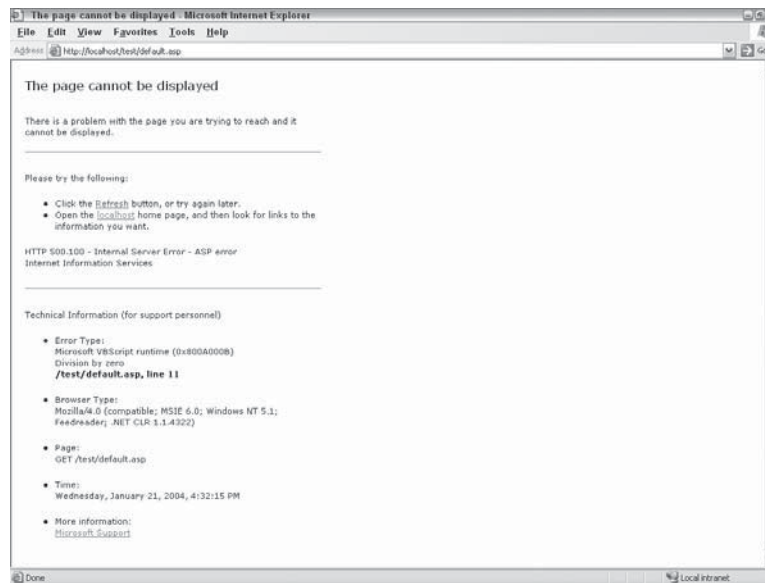 The page cannot be displayed - Microsoft Internet Explorer
File Edit View Favorites Tools Help
Address http://localhost/test/default.asp
The page cannot be displayed
There is a problem with the page you are trying to reach and it
cannot be displayed.
Please try the following:
• Click the Refresh button, or try again later.
• Open the localhost home page, and then look for links to the
information you want.
HTTP 500.100 - Internal Server Error - ASP error
Internet Information Services
Technical Information (for support personnel)
• Error Type:
Microsoft VBScript runtime (0x800A000B)
Division by zero
/test/default.asp, line 11
• Browser Type:
Mozilla/4.0 (compatible; MSIE 6.0; Windows NT 5.1;
Feedreader; .NET CLR 1.1.4322)
• Page:
GET /test/default.asp
• Time:
Wednesday, January 21, 2004, 4:32:15 PM
• More information:
Microsoft Support
Done
Local intranet